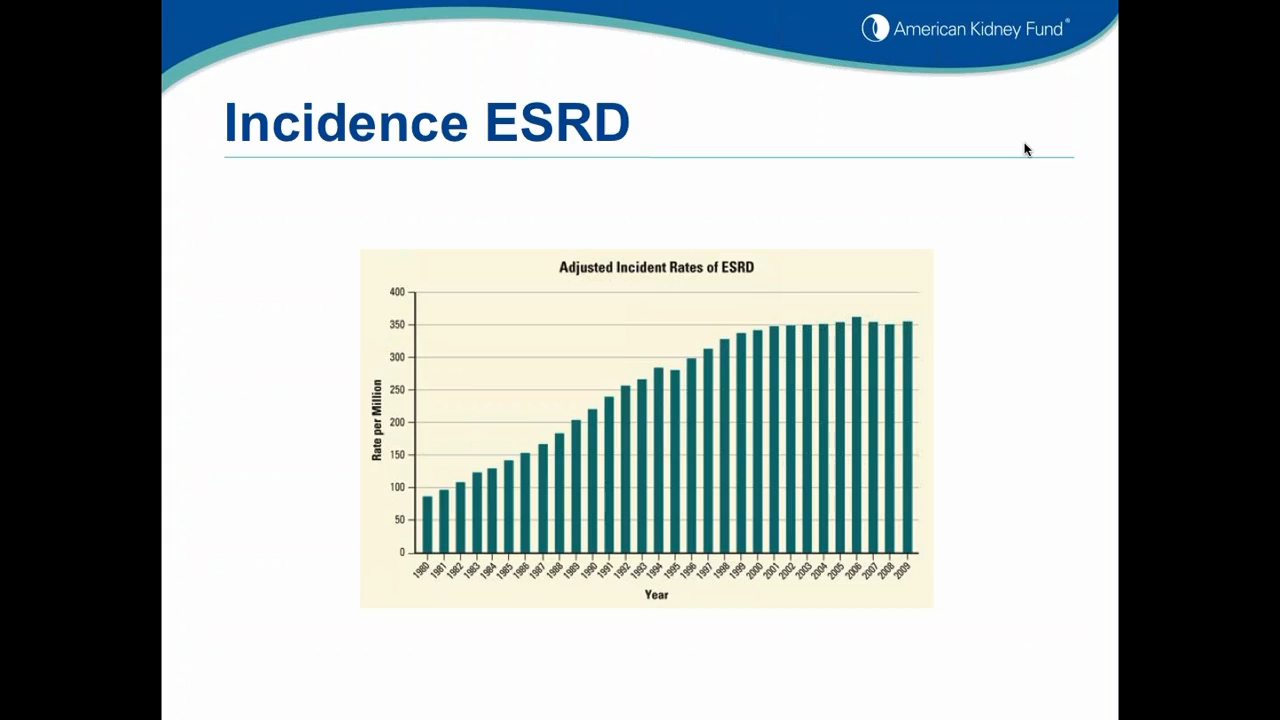 American Kidney Fund®
Incidence ESRD
Adjusted Incident Rates of ESRD
400
350
300
250
200
150
100
50
0
Rate per Million
1980 1981 1982 1983 1984 1985 1986 1987 1988 1989 1990 1991 1992 1993 1994 1995 1996 1997 1998 1999 2000 2001 2002 2003 2004 2005 2006 2007 2008 2009
Year